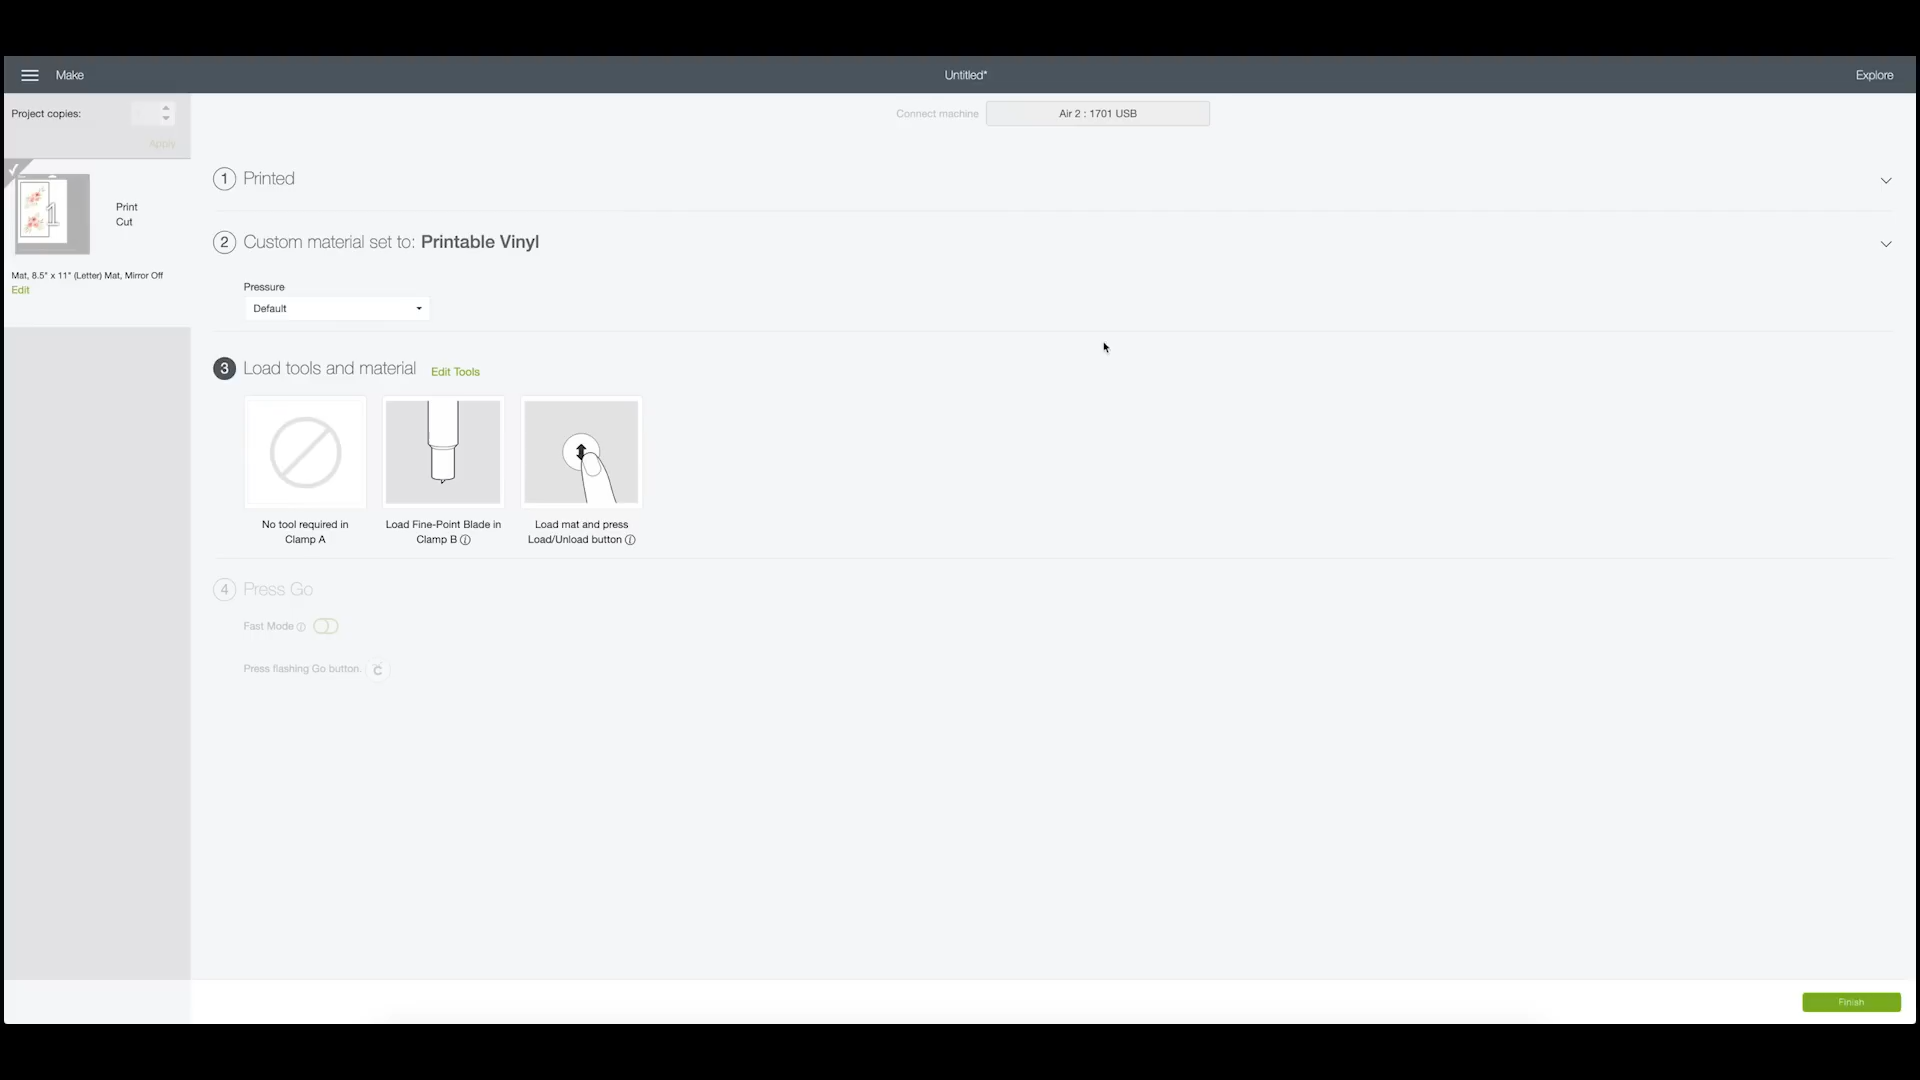 Make
Untitled*
Explore
Project copies:
Apply
Connect machine
Air 2 : 1701 USB
1
Print
Cut
Mat, 8.5" x 11" (Letter) Mat, Mirror Off
Edit
1 Printed
2 Custom material set to: Printable Vinyl
Pressure
Default
3 Load tools and material Edit Tools
No tool required in
Clamp A
Load Fine-Point Blade in
Clamp B
Load mat and press
Load/Unload button
4 Press Go
Fast Mode
Press flashing Go button.
Finish